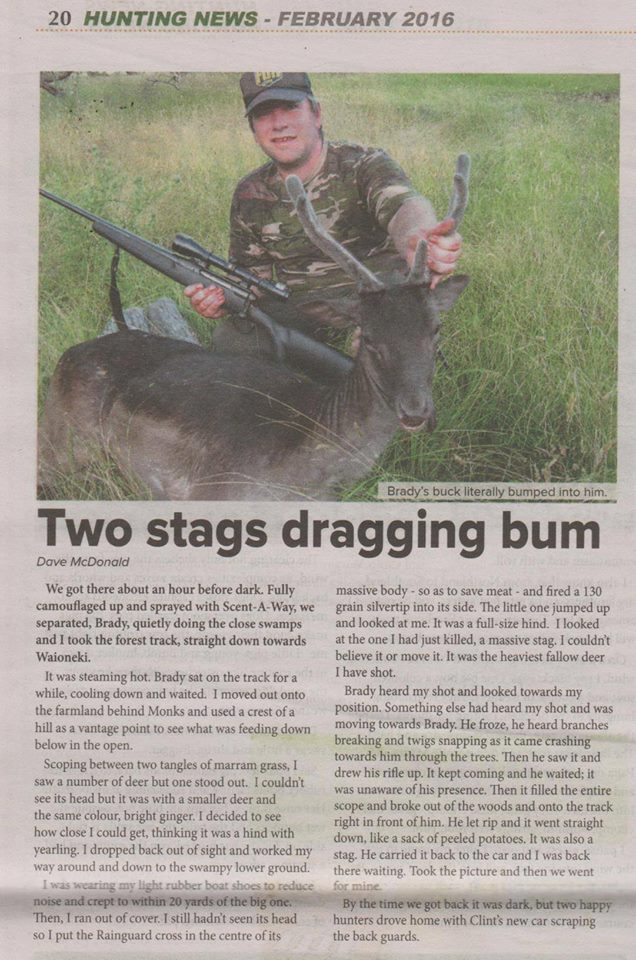 20 HUNTING NEWS - FEBRUARY 2016
Brady's buck literally bumped into him.
Two stags dragging bum
Dave McDonald
We got there about an hour before dark. Fully
camouflaged up and sprayed with Scent-A-Way, we
separated, Brady, quietly doing the close swamps
and I took the forest track, straight down towards
Waioneki.
It was steaming hot. Brady sat on the track for a
while, cooling down and waited. I moved out onto
the farmland behind Monks and used a crest of a
hill as a vantage point to see what was feeding down
below in the open.
Scoping between two tangles of marram grass, I
saw a number of deer but one stood out. I couldn't
see its head but it was with a smaller deer and
the same colour, bright ginger. I decided to see
how close I could get, thinking it was a hind with
yearling. I dropped back out of sight and worked my
way around and down to the swampy lower ground.
I was wearing my light rubber boat shoes to reduce
noise and crept to within 20 yards of the big one.
Then, I ran out of cover. I still hadn't seen its head
so I put the Rainguard cross in the centre of its
massive body - so as to save meat - and fired a 130
grain silvertip into its side. The little one jumped up
and looked at me. It was a full-size hind. I looked
at the one I had just killed, a massive stag. I couldn't
believe it or move it. It was the heaviest fallow deer
I have shot.
Brady heard my shot and looked towards my
position. Something else had heard my shot and was
moving towards Brady. He froze, he heard branches
breaking and twigs snapping as it came crashing
towards him through the trees. Then he saw it and
drew his rifle up. It kept coming and he waited; it
was unaware of his presence. Then it filled the entire
scope and broke out of the woods and onto the track
right in front of him. He let rip and it went straight
down, like a sack of peeled potatoes. It was also a
stag. He carried it back to the car and I was back
there waiting. Took the picture and then we went
for mine.
By the time we got back it was dark, but two happy
hunters drove home with Clint's new car scraping
the back guards.